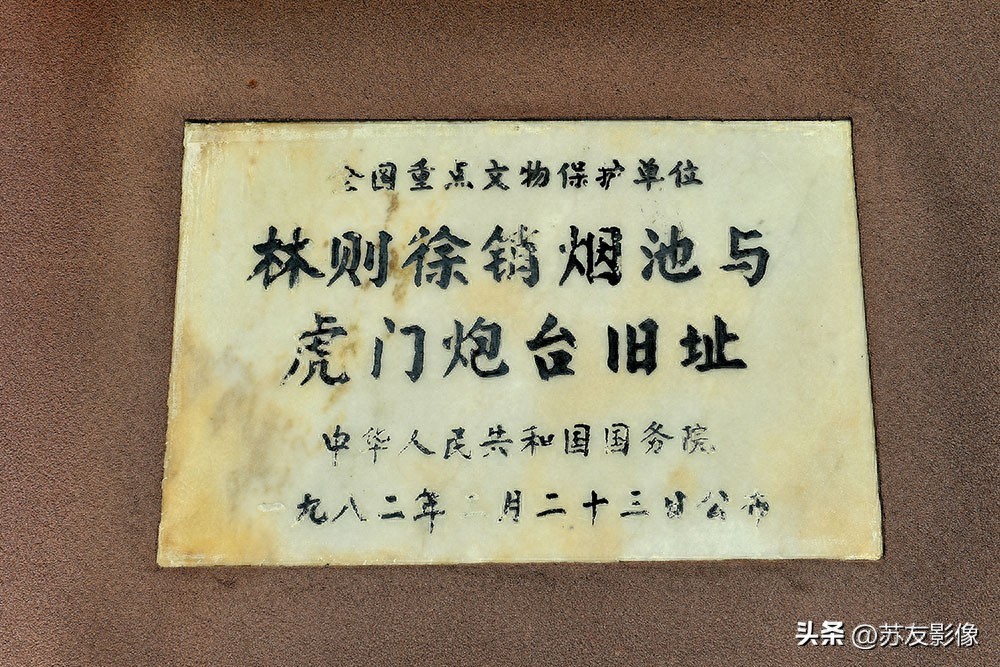 全国重点文物保护单位
林则徐销烟池与
虎门炮台旧址
中华人民共和国国务院
一九八二年二月二十三日公布
头条 @苏友影像